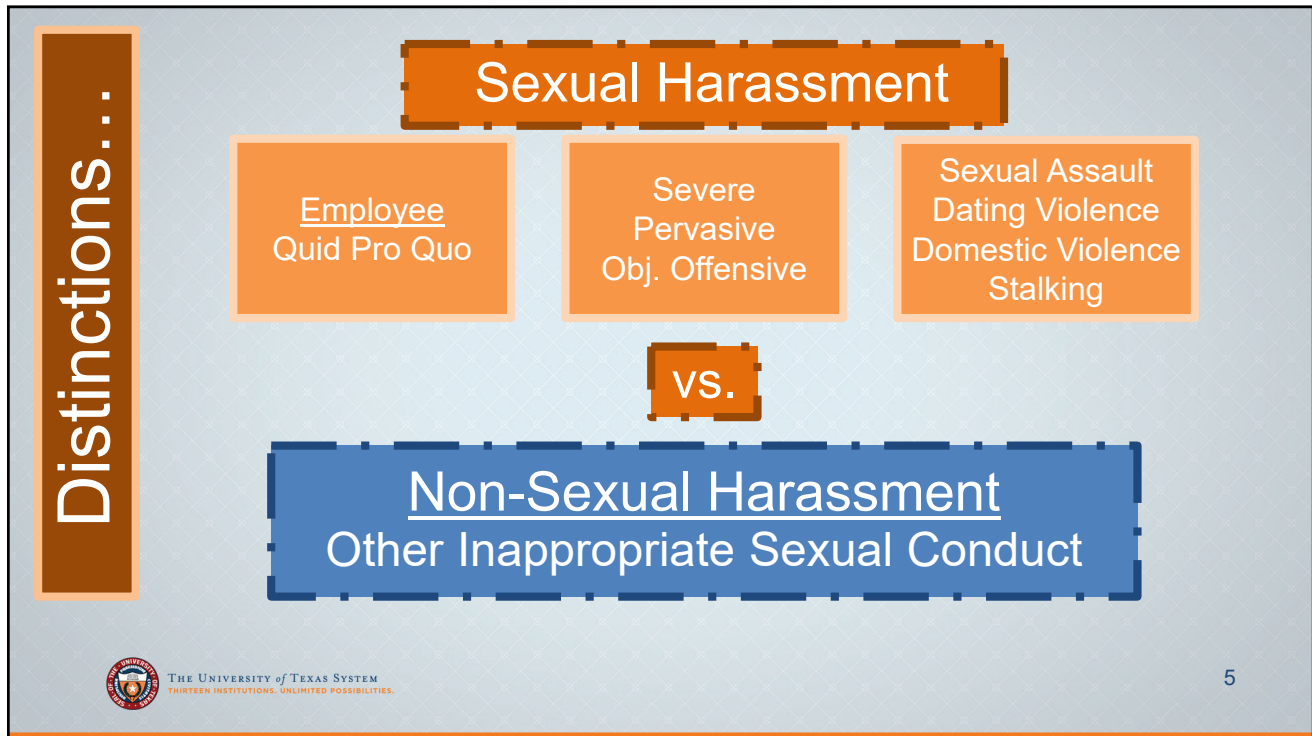 Distinctions...
Sexual Harassment
Employee
Quid Pro Quo
Severe
Pervasive
Obj. Offensive
Sexual Assault
Dating Violence
Domestic Violence
Stalking
vs.
Non-Sexual Harassment
Other Inappropriate Sexual Conduct
THE UNIVERSITY of TEXAS SYSTEM
THIRTEEN INSTITUTIONS. UNLIMITED POSSIBILITIES.
5